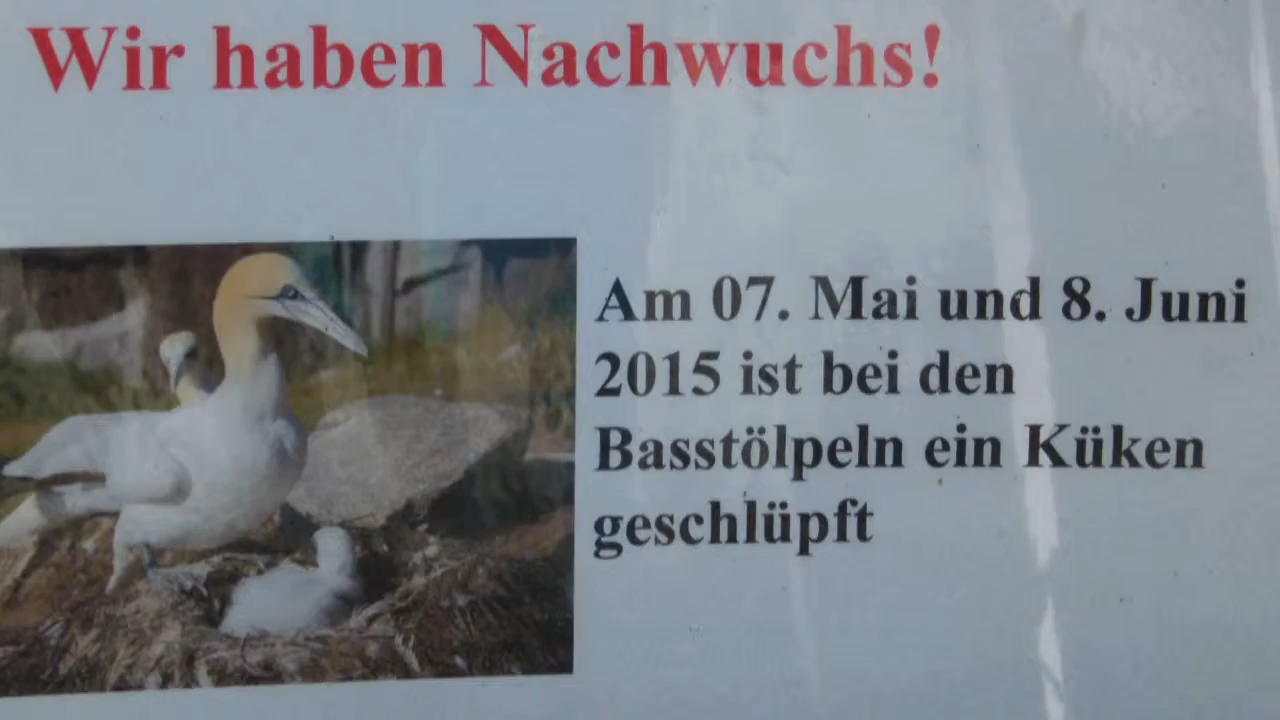 Wir haben Nachwuchs!
Am 07. Mai und 8. Juni
2015 ist bei den
Basstölpeln ein Küken
geschlüpft